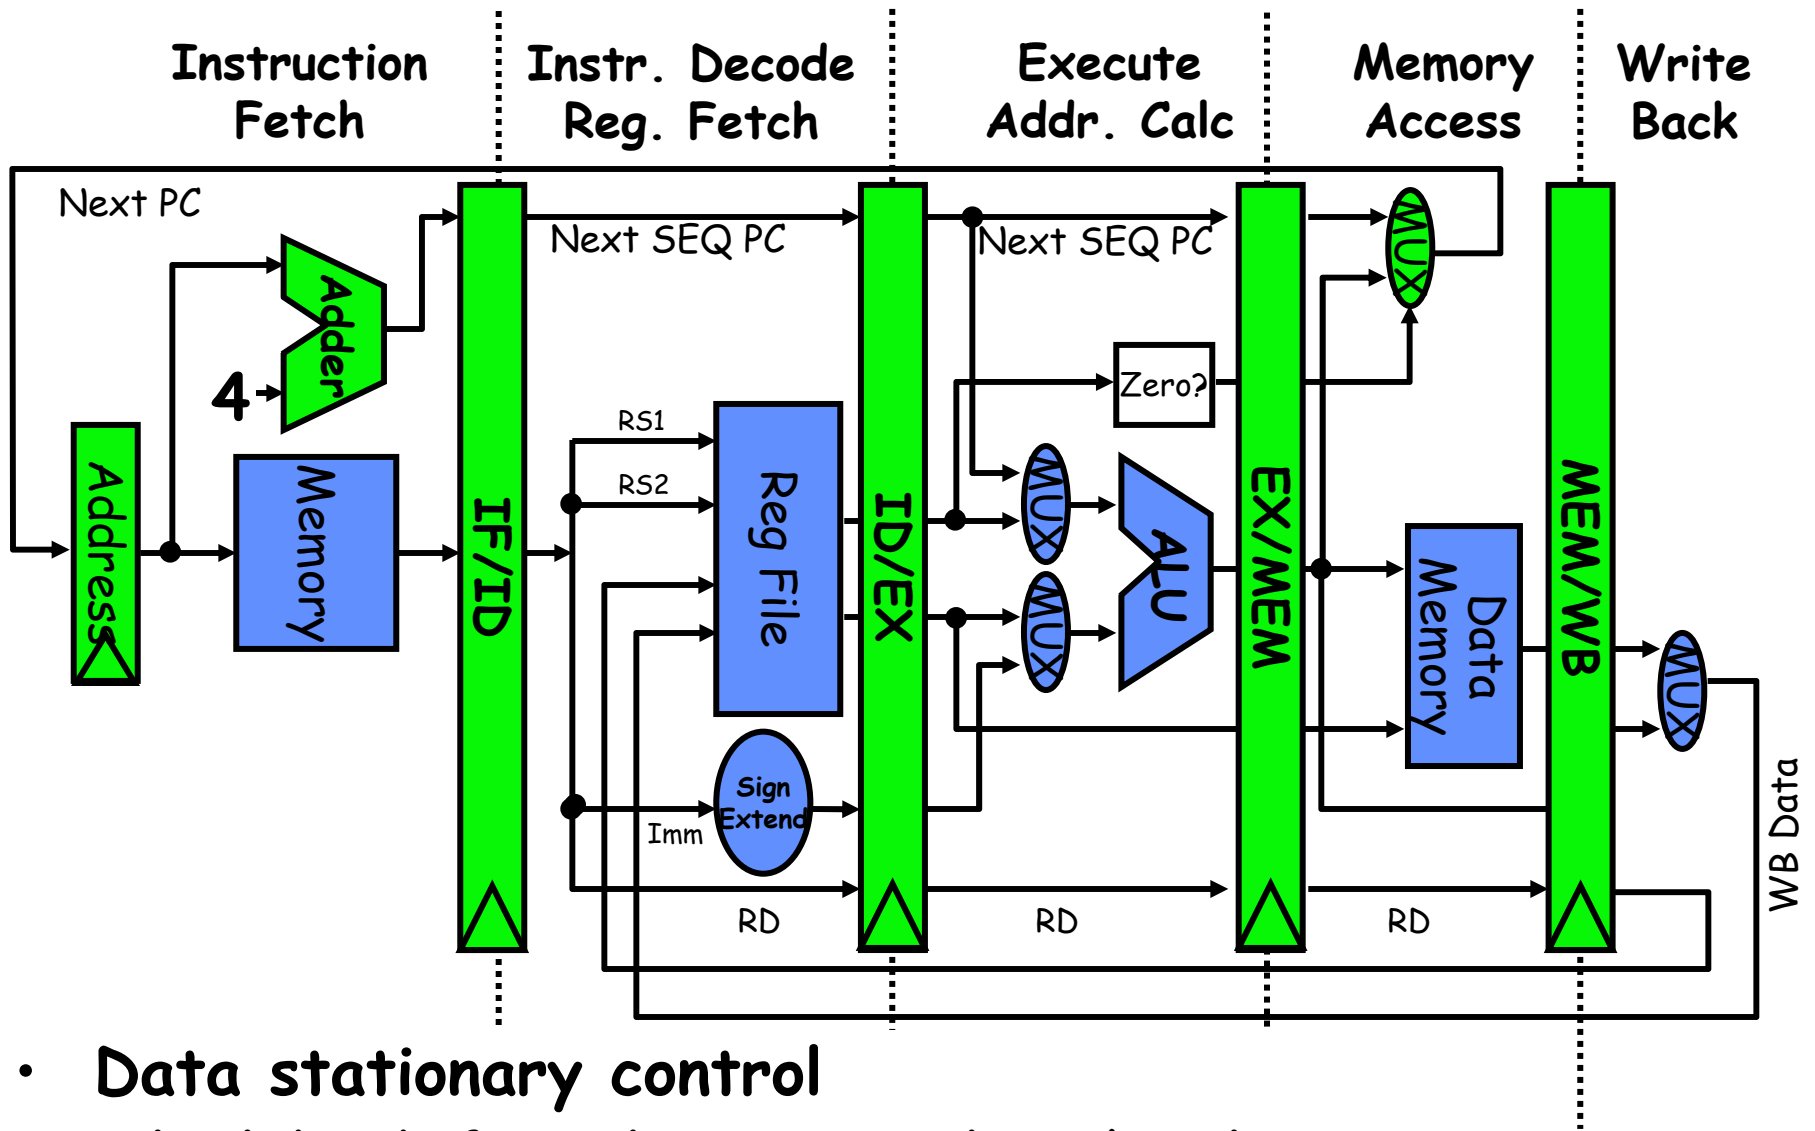 Instruction
Fetch
Instr. Decode
Reg. Fetch
Execute
Addr. Calc
Memory
Access
Write
Back
Next PC
Next SEQ PC
Next SEQ PC
MUX
Adder
4
Zero?
RS1
RS2
Address
Memory
IF/ID
Reg File
ID/EX
MUX
MUX
ALU
EX/MEM
Data
Memory
MEM/WB
MUX
Sign
Extend
Imm
WB Data
RD
RD
RD
• Data stationary control